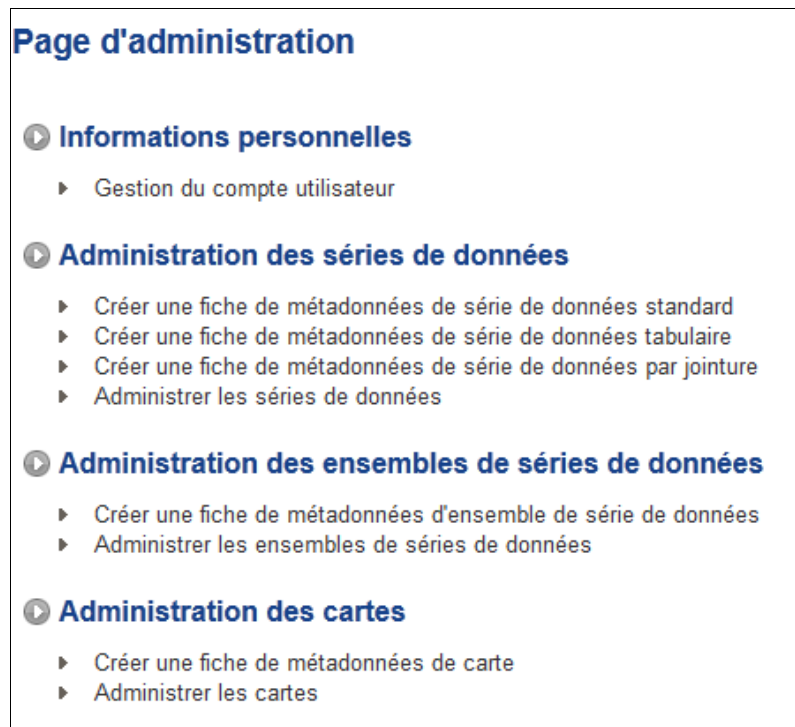 Page d'administration
Informations personnelles
Gestion du compte utilisateur
Administration des séries de données
Créer une fiche de métadonnées de série de données standard
Créer une fiche de métadonnées de série de données tabulaire
Créer une fiche de métadonnées de série de données par jointure
Administrer les séries de données
Administration des ensembles de séries de données
Créer une fiche de métadonnées d'ensemble de série de données
Administrer les ensembles de séries de données
Administration des cartes
Créer une fiche de métadonnées de carte
Administrer les cartes